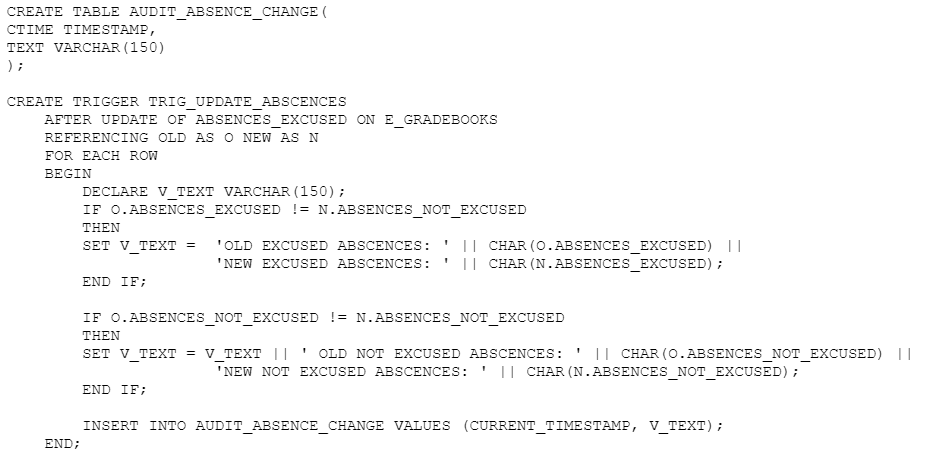 CREATE TABLE AUDIT_ABSENCE_CHANGE(
CTIME TIMESTAMP,
TEXT VARCHAR(150)
);

CREATE TRIGGER TRIG_UPDATE_ABSCENCES
    AFTER UPDATE OF ABSENCES_EXCUSED ON E_GRADEBOOKS
    REFERENCING OLD AS O NEW AS N
    FOR EACH ROW
    BEGIN
        DECLARE V_TEXT VARCHAR(150);
        IF O.ABSENCES_EXCUSED != N.ABSENCES_NOT_EXCUSED
        THEN
        SET V_TEXT =  'OLD EXCUSED ABSCENCES: ' || CHAR(O.ABSENCES_EXCUSED) ||
                      'NEW EXCUSED ABSCENCES: ' || CHAR(N.ABSENCES_EXCUSED);
        END IF;

        IF O.ABSENCES_NOT_EXCUSED != N.ABSENCES_NOT_EXCUSED
        THEN
        SET V_TEXT = V_TEXT || ' OLD NOT EXCUSED ABSCENCES: ' || CHAR(O.ABSENCES_NOT_EXCUSED) ||
                      'NEW NOT EXCUSED ABSCENCES: ' || CHAR(N.ABSENCES_NOT_EXCUSED);
        END IF;

        INSERT INTO AUDIT_ABSENCE_CHANGE VALUES (CURRENT_TIMESTAMP, V_TEXT);
    END;